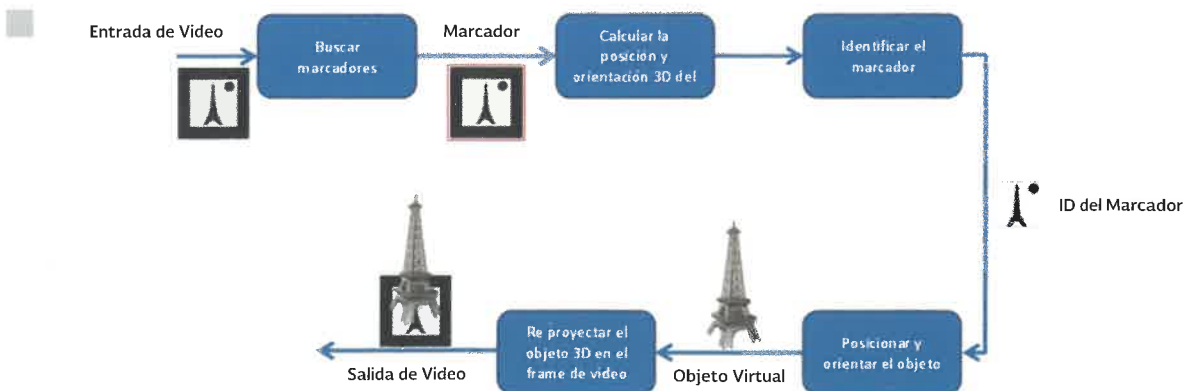 Entrada de Video
Buscar
marcadores
Marcador
Calcular la
posición y
orientación 3D del
Identificar el
marcador
ID del Marcador
Posicionar y
orientar el objeto
Objeto Virtual
Re proyectar el
objeto 3D en el
frame de video
Salida de Video